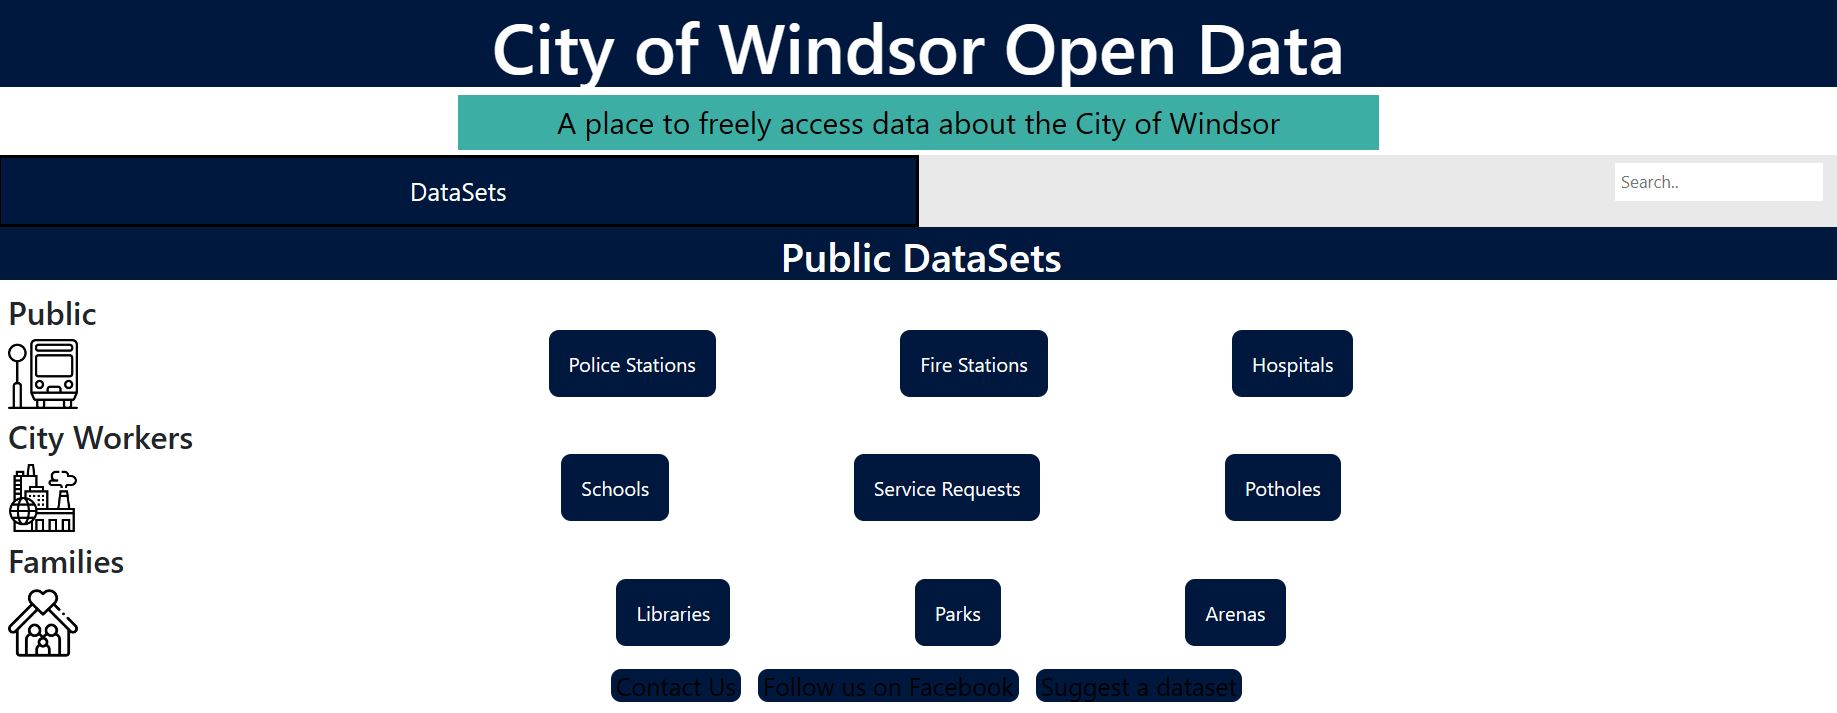 City of Windsor Open Data
A place to freely access data about the City of Windsor
DataSets
Search..
Public DataSets
Public
Police Stations
Fire Stations
Hospitals
City Workers
Schools
Service Requests
Potholes
Families
Libraries
Parks
Arenas
Contact Us
Follow us on Facebook
Suggest a dataset